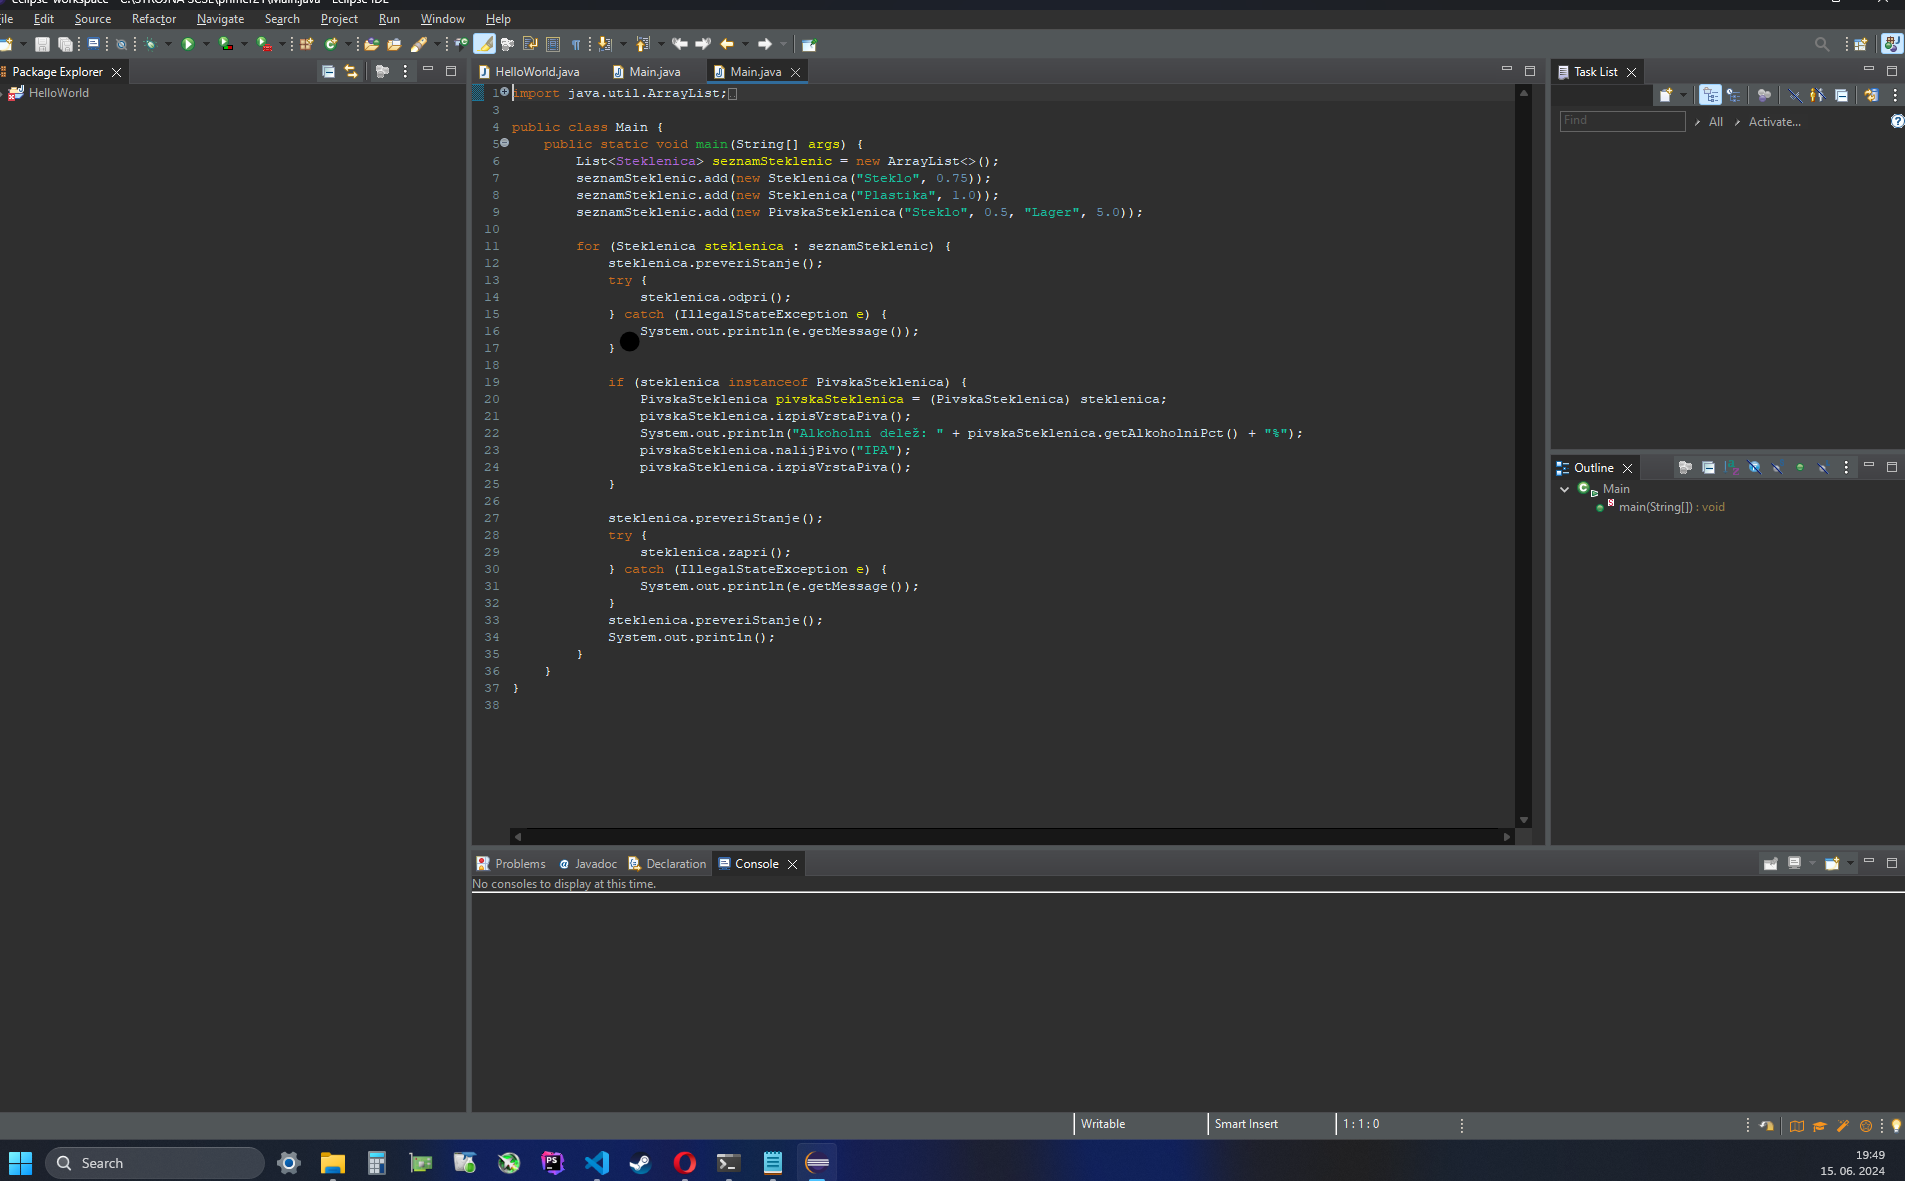 eclipse-workspace - C:\STROJNA SCSL\primer21\Main.java - Eclipse IDE
ile Edit Source Refactor Navigate Search Project Run Window Help
Package Explorer
HelloWorld
HelloWorld.java Main.java Main.java
1 import java.util.ArrayList;
3
4 public class Main {
5 public static void main(String[] args) {
6 List<Steklenica> seznamSteklenic = new ArrayList<>();
7 seznamSteklenic.add(new Steklenica("Steklo", 0.75));
8 seznamSteklenic.add(new Steklenica("Plastika", 1.0));
9 seznamSteklenic.add(new PivskaSteklenica("Steklo", 0.5, "Lager", 5.0));
10
11 for (Steklenica steklenica : seznamSteklenic) {
12 steklenica.preveriStanje();
13 try {
14 steklenica.odpri();
15 } catch (IllegalStateException e) {
16 System.out.println(e.getMessage());
17 }
18
19 if (steklenica instanceof PivskaSteklenica) {
20 PivskaSteklenica pivskaSteklenica = (PivskaSteklenica) steklenica;
21 pivskaSteklenica.izpisVrstaPiva();
22 System.out.println("Alkoholni delež: " + pivskaSteklenica.getAlkoholniPct() + "%");
23 pivskaSteklenica.nalijPivo("IPA");
24 pivskaSteklenica.izpisVrstaPiva();
25 }
26
27 steklenica.preveriStanje();
28 try {
29 steklenica.zapri();
30 } catch (IllegalStateException e) {
31 System.out.println(e.getMessage());
32 }
33 steklenica.preveriStanje();
34 System.out.println();
35 }
36 }
37 }
38
Task List
Find All Activate...
Outline
Main
main(String[]) : void
Problems Javadoc Declaration Console
No consoles to display at this time.
Writable Smart Insert 1 : 1 : 0
Search
19:49
15. 06. 2024